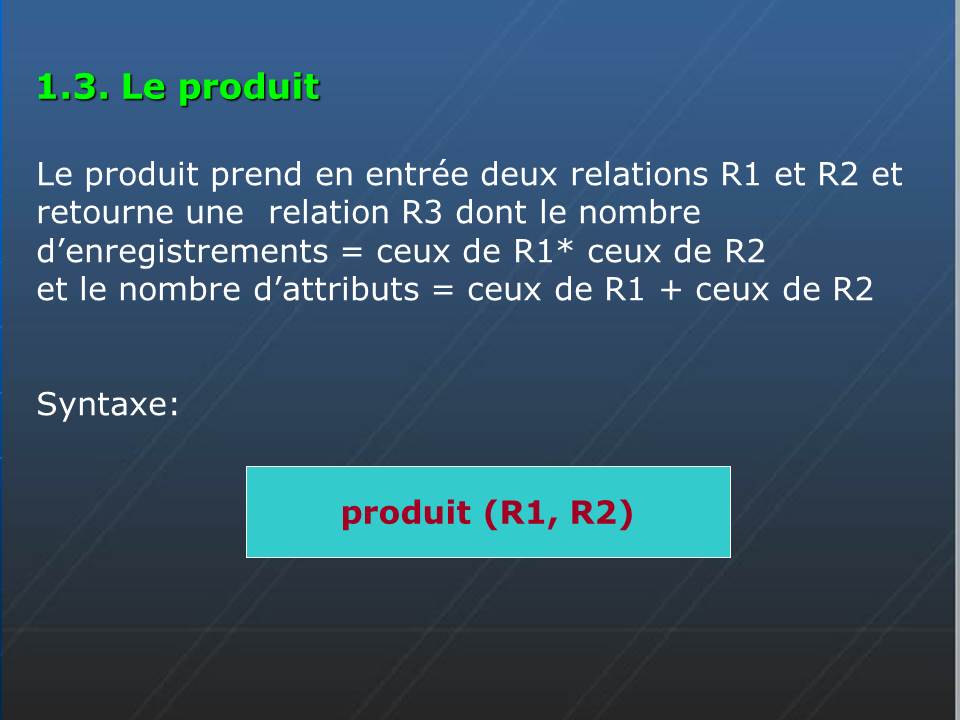 1.3. Le produit
Le produit prend en entrée deux relations R1 et R2 et
retourne une  relation R3 dont le nombre
d’enregistrements = ceux de R1* ceux de R2
et le nombre d’attributs = ceux de R1 + ceux de R2
Syntaxe:
produit (R1, R2)